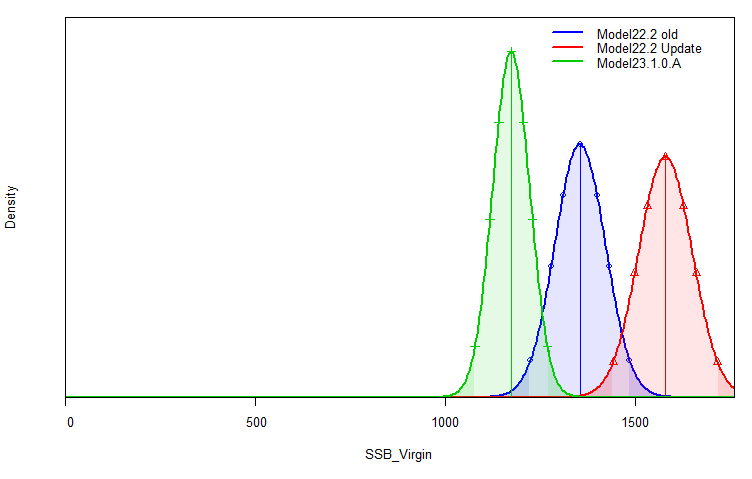 Model22.2 old
Model22.2 Update
Model23.1.0.A
Density
0 500 1000 1500
SSB_Virgin